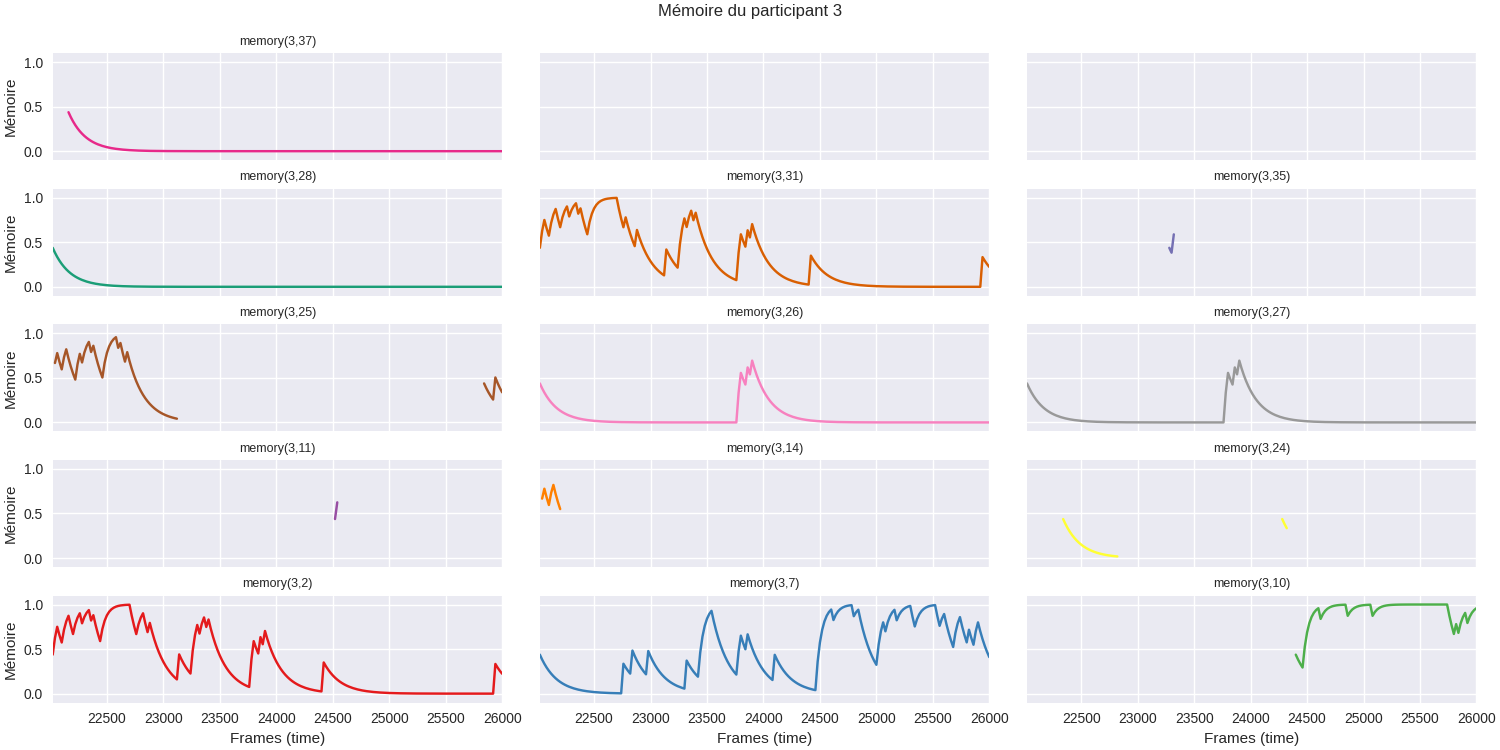 Mémoire du participant 3
memory(3,37)
Mémoire
1.0
0.5
0.0
memory(3,28)
memory(3,31)
memory(3,35)
Mémoire
1.0
0.5
0.0
memory(3,25)
memory(3,26)
memory(3,27)
Mémoire
1.0
0.5
0.0
memory(3,11)
memory(3,14)
memory(3,24)
Mémoire
1.0
0.5
0.0
memory(3,2)
memory(3,7)
memory(3,10)
Mémoire
1.0
0.5
0.0
22500 23000 23500 24000 24500 25000 25500 26000
22500 23000 23500 24000 24500 25000 25500 26000
22500 23000 23500 24000 24500 25000 25500 26000
Frames (time)
Frames (time)
Frames (time)